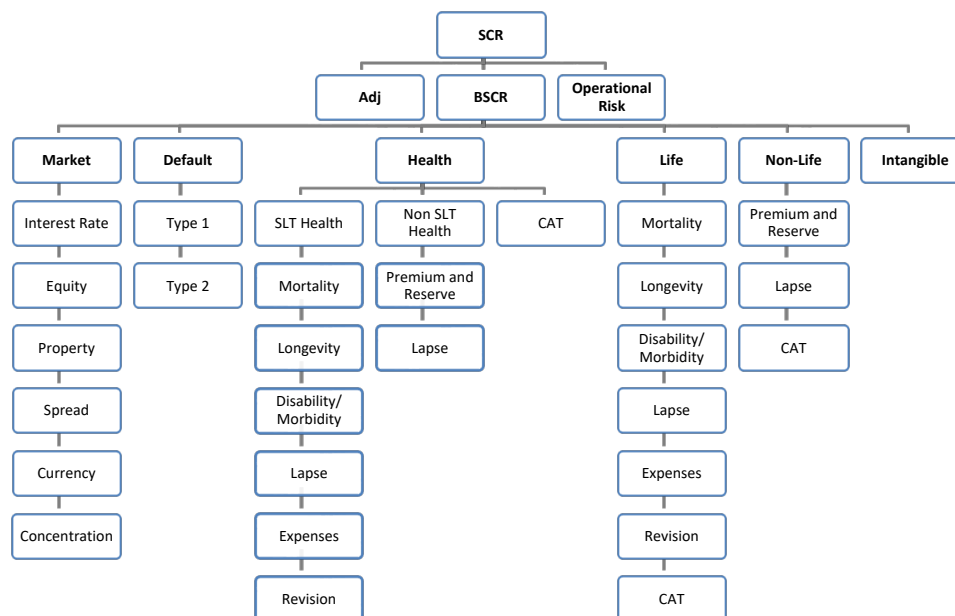 SCR
Adj
BSCR
Operational
Risk
Market
Default
Health
Life
Non-Life
Intangible
Interest Rate
Type 1
SLT Health
Non SLT
Health
CAT
Mortality
Premium and
Reserve
Equity
Type 2
Mortality
Premium and
Reserve
Longevity
Lapse
Property
Longevity
Lapse
Disability/
Morbidity
CAT
Spread
Disability/
Morbidity
Lapse
Currency
Lapse
Expenses
Concentration
Expenses
Revision
Revision
CAT